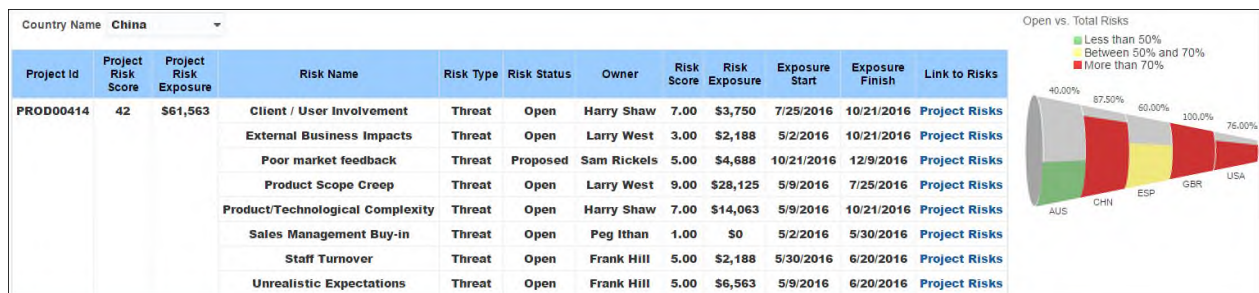 Country Name China
Project Id Project Risk Score Project Risk Exposure Risk Name Risk Type Risk Status Owner Risk Score Risk Exposure Exposure Start Exposure Finish Link to Risks
PROD00414 42 $61,563 Client / User Involvement Threat Open Harry Shaw 7.00 $3,750 7/25/2016 10/21/2016 Project Risks
External Business Impacts Threat Open Larry West 3.00 $2,188 5/2/2016 10/21/2016 Project Risks
Poor market feedback Threat Proposed Sam Rickels 5.00 $4,688 10/21/2016 12/9/2016 Project Risks
Product Scope Creep Threat Open Larry West 9.00 $28,125 5/9/2016 7/25/2016 Project Risks
Product/Technological Complexity Threat Open Harry Shaw 7.00 $14,063 5/9/2016 10/21/2016 Project Risks
Sales Management Buy-in Threat Open Peg Ithan 1.00 $0 5/2/2016 5/30/2016 Project Risks
Staff Turnover Threat Open Frank Hill 5.00 $2,188 5/30/2016 6/20/2016 Project Risks
Unrealistic Expectations Threat Open Frank Hill 5.00 $6,563 5/9/2016 6/20/2016 Project Risks
Open vs. Total Risks
Less than 50%
Between 50% and 70%
More than 70%
40.00% 87.50% 60.00% 100.0% 76.00%
AUS CHN ESP GBR USA